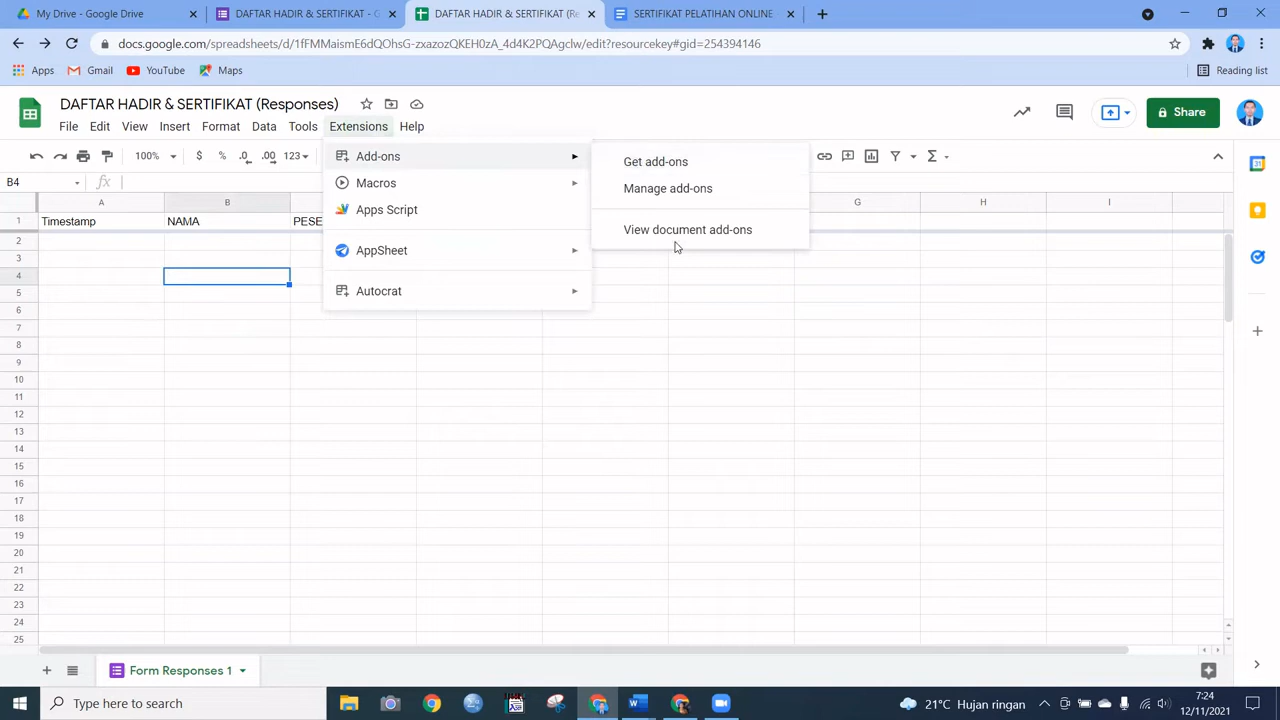 My Drive - Google Drive
DAFTAR HADIR & SERTIFIKAT - G
DAFTAR HADIR & SERTIFIKAT (Re
SERTIFIKAT PELATIHAN ONLINE
docs.google.com/spreadsheets/d/1fFMMaismE6dQOhsG-zxazozQKEH0zA_4d4K2PQAgclw/edit?resourcekey#gid=254394146
Apps Gmail YouTube Maps Reading list
DAFTAR HADIR & SERTIFIKAT (Responses)
File Edit View Insert Format Data Tools Extensions Help
Share
100% $ .0 .00 123
Add-ons
Get add-ons
Macros
Manage add-ons
Apps Script
View document add-ons
AppSheet
Autocrat
B4 fx
A B G H I
1 Timestamp NAMA PESE
2
3
4
5
6
7
8
9
10
11
12
13
14
15
16
17
18
19
20
21
22
23
24
25
Form Responses 1
Type here to search
21°C Hujan ringan
7:24
12/11/2021